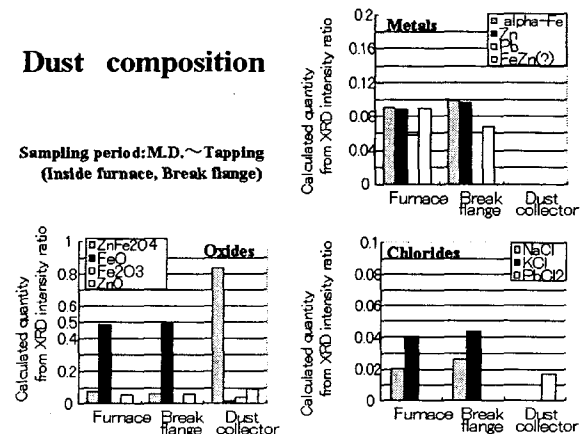 Dust composition
Sampling period:M.D.～Tapping
(Inside furnace, Break flange)
Metals
alpha-Fe
Zn
Pb
FeZn(?)
Calculated quantity
from XRD intensity ratio
0.2
0.16
0.12
0.08
0.04
0
Furnace
Break
flange
Dust
collector
Oxides
ZnFe2O4
FeO
Fe2O3
ZnO
Calculated quantity
from XRD intensity ratio
1
0.8
0.5
0.4
0.2
0
Furnace
Break
flange
Dust
collector
Chlorides
NaCl
KCl
PbCl2
Calculated quantity
from XRD intensity ratio
0.1
0.08
0.06
0.04
0.02
0
Furnace
Break
flange
Dust
collector